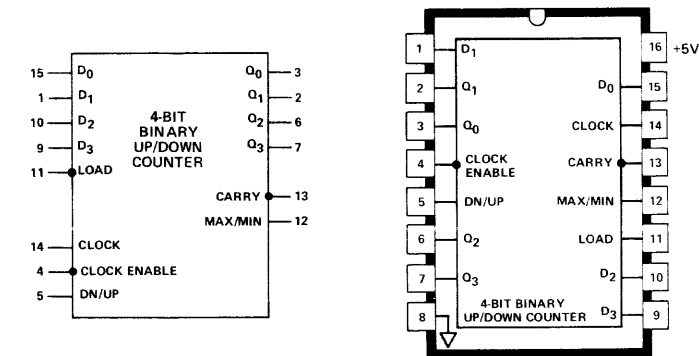 15 D0 Q0 3
1 D1 Q1 2
10 D2 Q2 6
9 D3 Q3 7
4-BIT
BINARY
UP/DOWN
COUNTER
11 LOAD
CARRY 13
MAX/MIN 12
14 CLOCK
4 CLOCK ENABLE
5 DN/UP
1 D1 16 +5V
2 Q1 D0 15
3 Q0 CLOCK 14
4 CLOCK CARRY 13
ENABLE
5 DN/UP MAX/MIN 12
6 Q2 LOAD 11
7 Q3 D2 10
8 4-BIT BINARY D3 9
UP/DOWN COUNTER